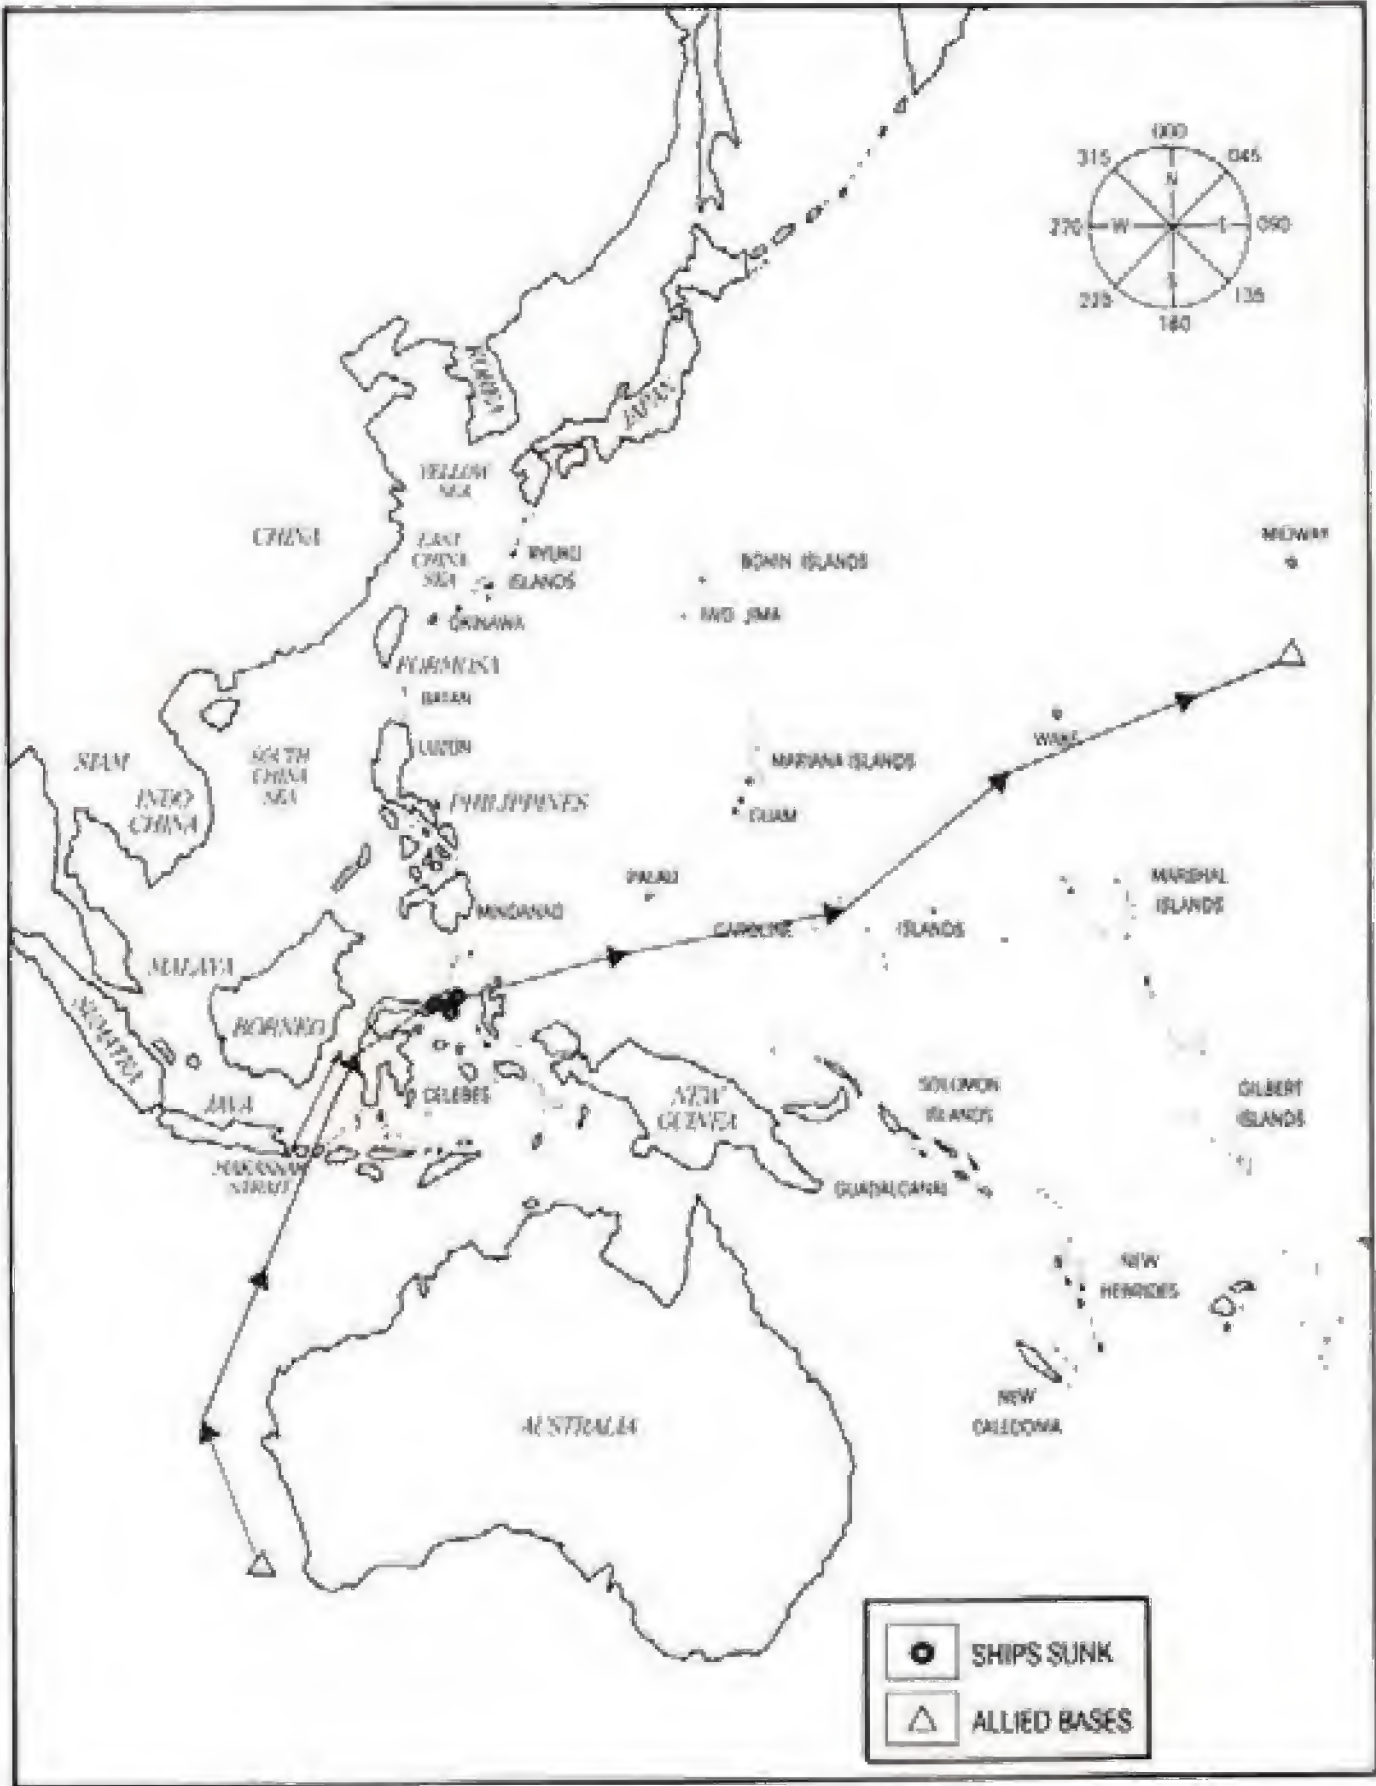 000
315
045
N
270
W
E
090
225
135
S
180
KOREA
JAPAN
YELLOW
SEA
CHINA
EAST
CHINA
SEA
RYUKU
ISLANDS
OKINAWA
BONIN ISLANDS
IWO JIMA
MIDWAY
FORMOSA
BATAN
LUZON
SIAM
SOUTH
CHINA
SEA
INDO
CHINA
PHILIPPINES
MARIANA ISLANDS
GUAM
WAKE
PALAU
MINDANAO
CAROLINE
ISLANDS
MARSHAL
ISLANDS
MALAYA
SUMATRA
BORNEO
JAVA
CELEBES
NEW
GUINEA
SOLOMON
ISLANDS
GILBERT
ISLANDS
MAKASSAR
STRAIT
GUADALCANAL
NEW
HEBRIDES
NEW
CALEDONIA
AUSTRALIA
SHIPS SUNK
ALLIED BASES